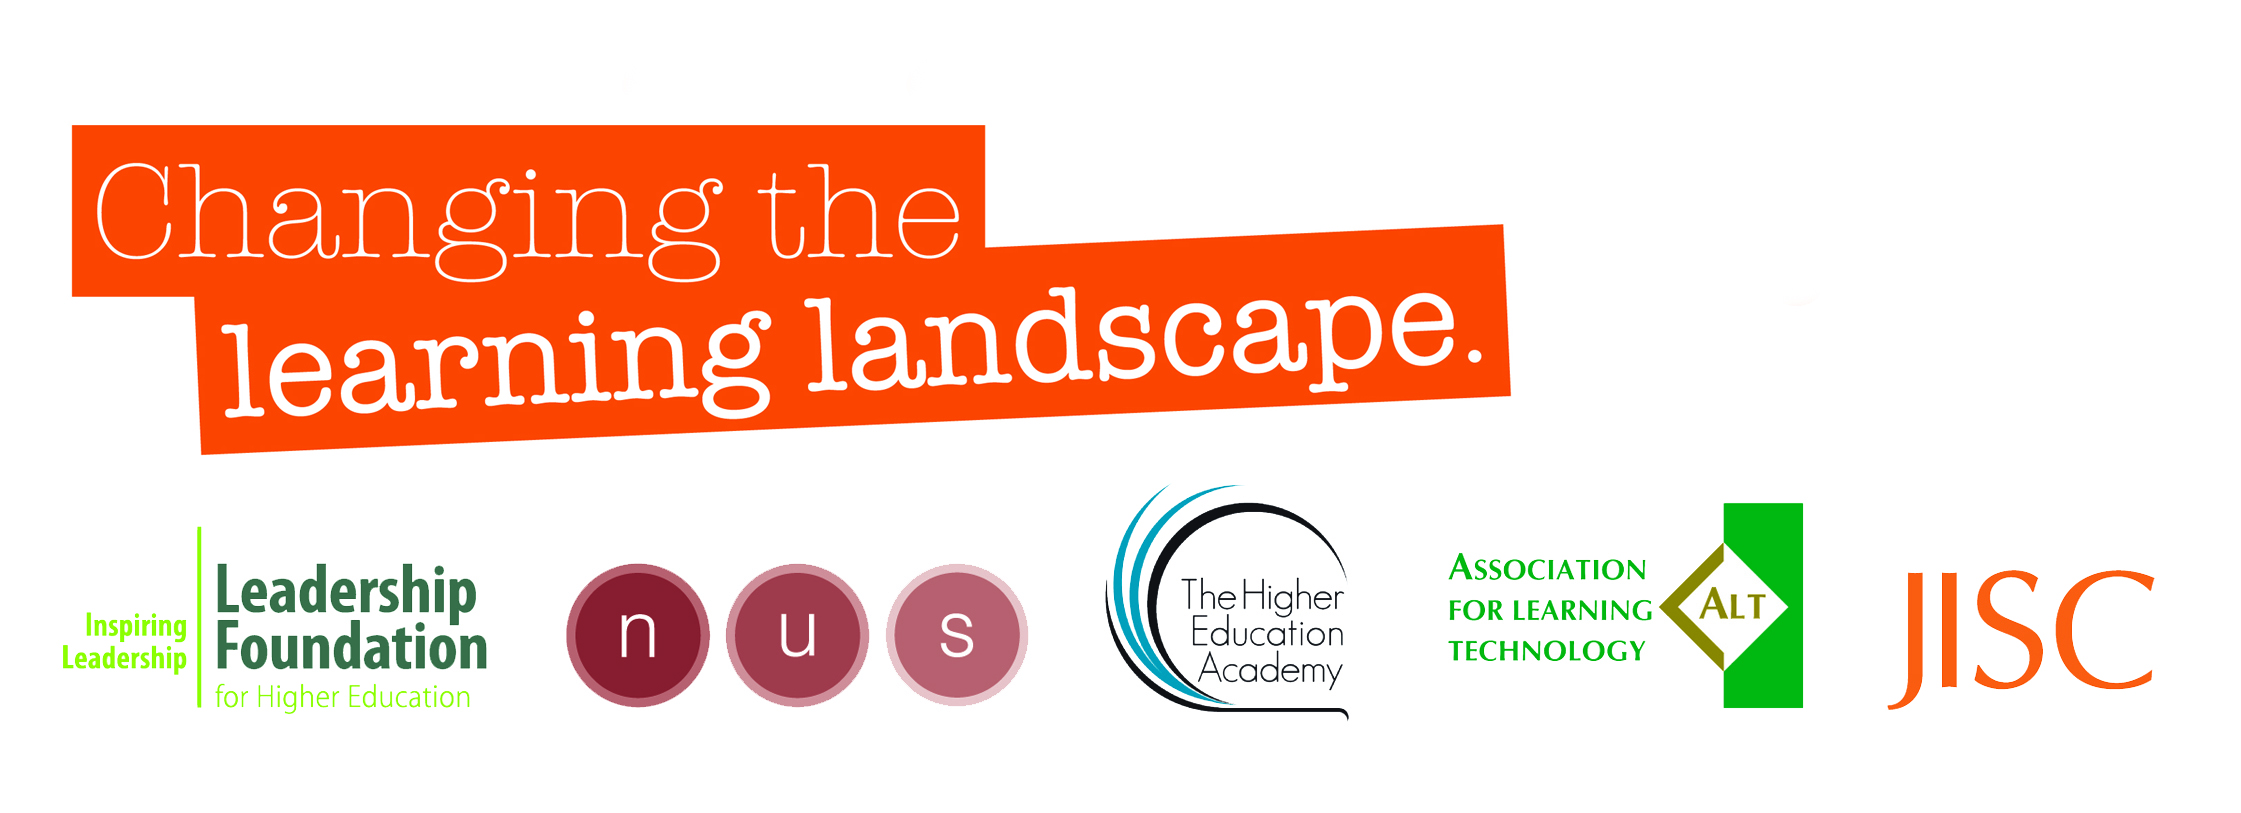 Changing the
learning landscape.
Inspiring
Leadership
Leadership
Foundation
for Higher Education
n u s
The Higher
Education
Academy
ASSOCIATION
FOR LEARNING
TECHNOLOGY
ALT
JISC